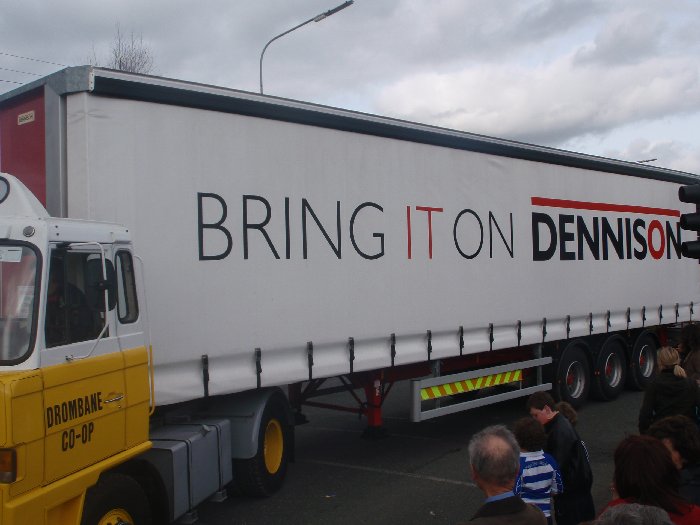 BRING IT ON DENNISON
DROMBANE
CO-OP